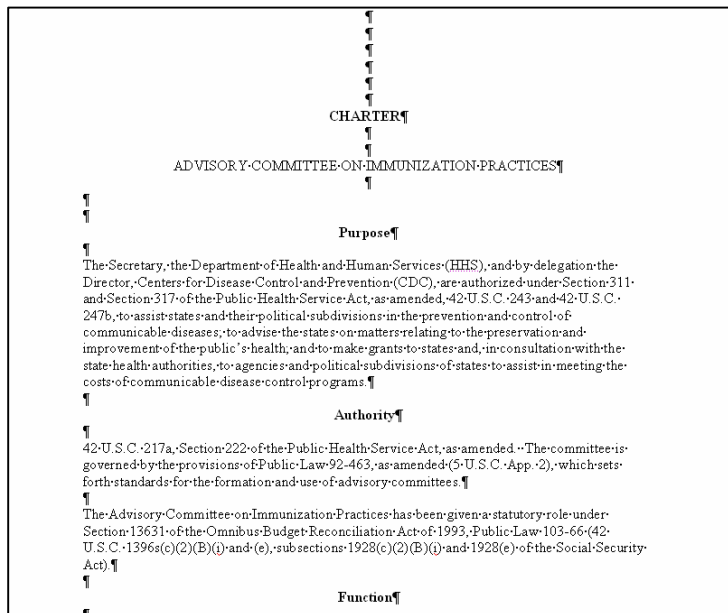 ¶
¶
¶
¶
¶
¶
CHARTER¶
¶
¶
ADVISORY·COMMITTEE·ON·IMMUNIZATION·PRACTICES¶
¶
¶
¶
Purpose¶
¶
The·Secretary,·the·Department·of·Health·and·Human·Services·(HHS),·and·by·delegation·the·
Director,·Centers·for·Disease·Control·and·Prevention·(CDC),·are·authorized·under·Section·311·
and·Section·317·of·the·Public·Health·Service·Act,·as·amended,·42·U.S.C.·243·and·42·U.S.C.·
247b,·to·assist·states·and·their·political·subdivisions·in·the·prevention·and·control·of·
communicable·diseases;·to·advise·the·states·on·matters·relating·to·the·preservation·and·
improvement·of·the·public's·health;·and·to·make·grants·to·states·and,·in·consultation·with·the·
state·health·authorities,·to·agencies·and·political·subdivisions·of·states·to·assist·in·meeting·the·
costs·of·communicable·disease·control·programs.¶
¶
Authority¶
¶
42·U.S.C.·217a,·Section·222·of·the·Public·Health·Service·Act,·as·amended.··The·committee·is·
governed·by·the·provisions·of·Public·Law·92-463,·as·amended·(5·U.S.C.·App.·2),·which·sets·
forth·standards·for·the·formation·and·use·of·advisory·committees.¶
¶
The·Advisory·Committee·on·Immunization·Practices·has·been·given·a·statutory·role·under·
Section·13631·of·the·Omnibus·Budget·Reconciliation·Act·of·1993,·Public·Law·103-66·(42·
U.S.C.·1396s(c)(2)(B)(i)·and·(e),·subsections·1928(c)(2)(B)(i)·and·1928(e)·of·the·Social·Security·
Act).¶
¶
Function¶
¶